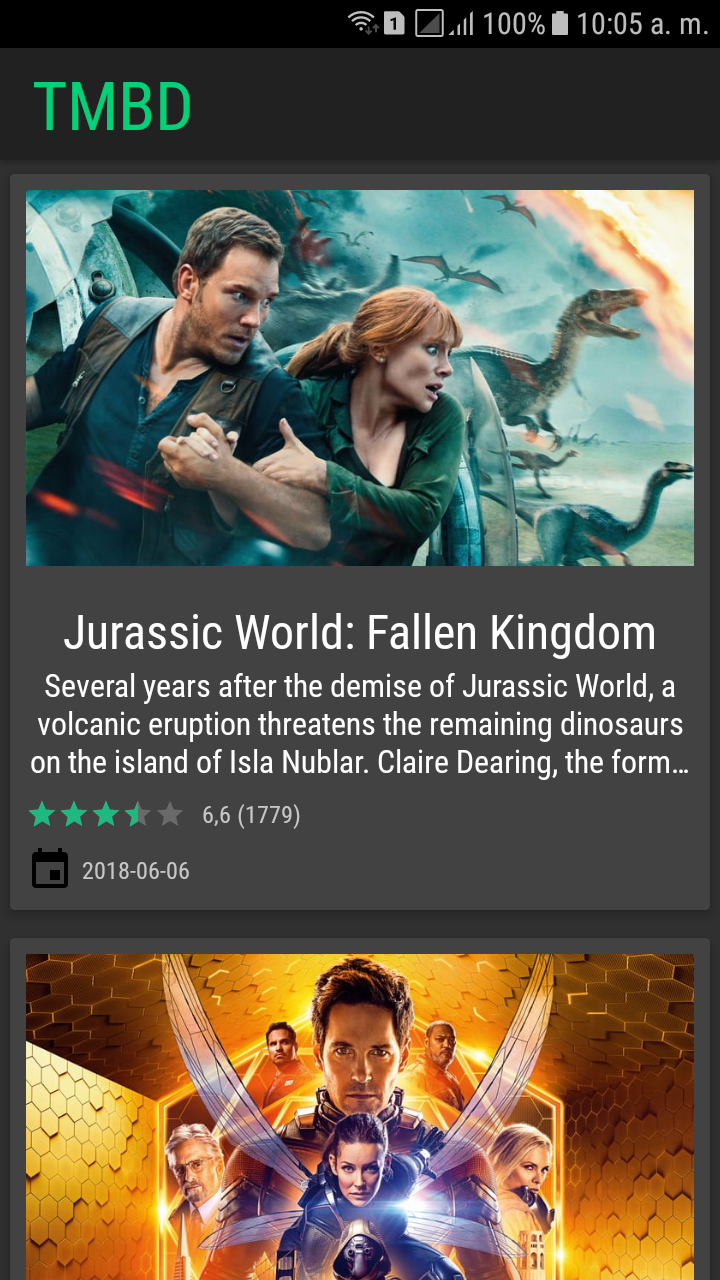 1 100% 10:05 a. m.
TMBD
Jurassic World: Fallen Kingdom
Several years after the demise of Jurassic World, a
volcanic eruption threatens the remaining dinosaurs
on the island of Isla Nublar. Claire Dearing, the form…
6,6 (1779)
2018-06-06